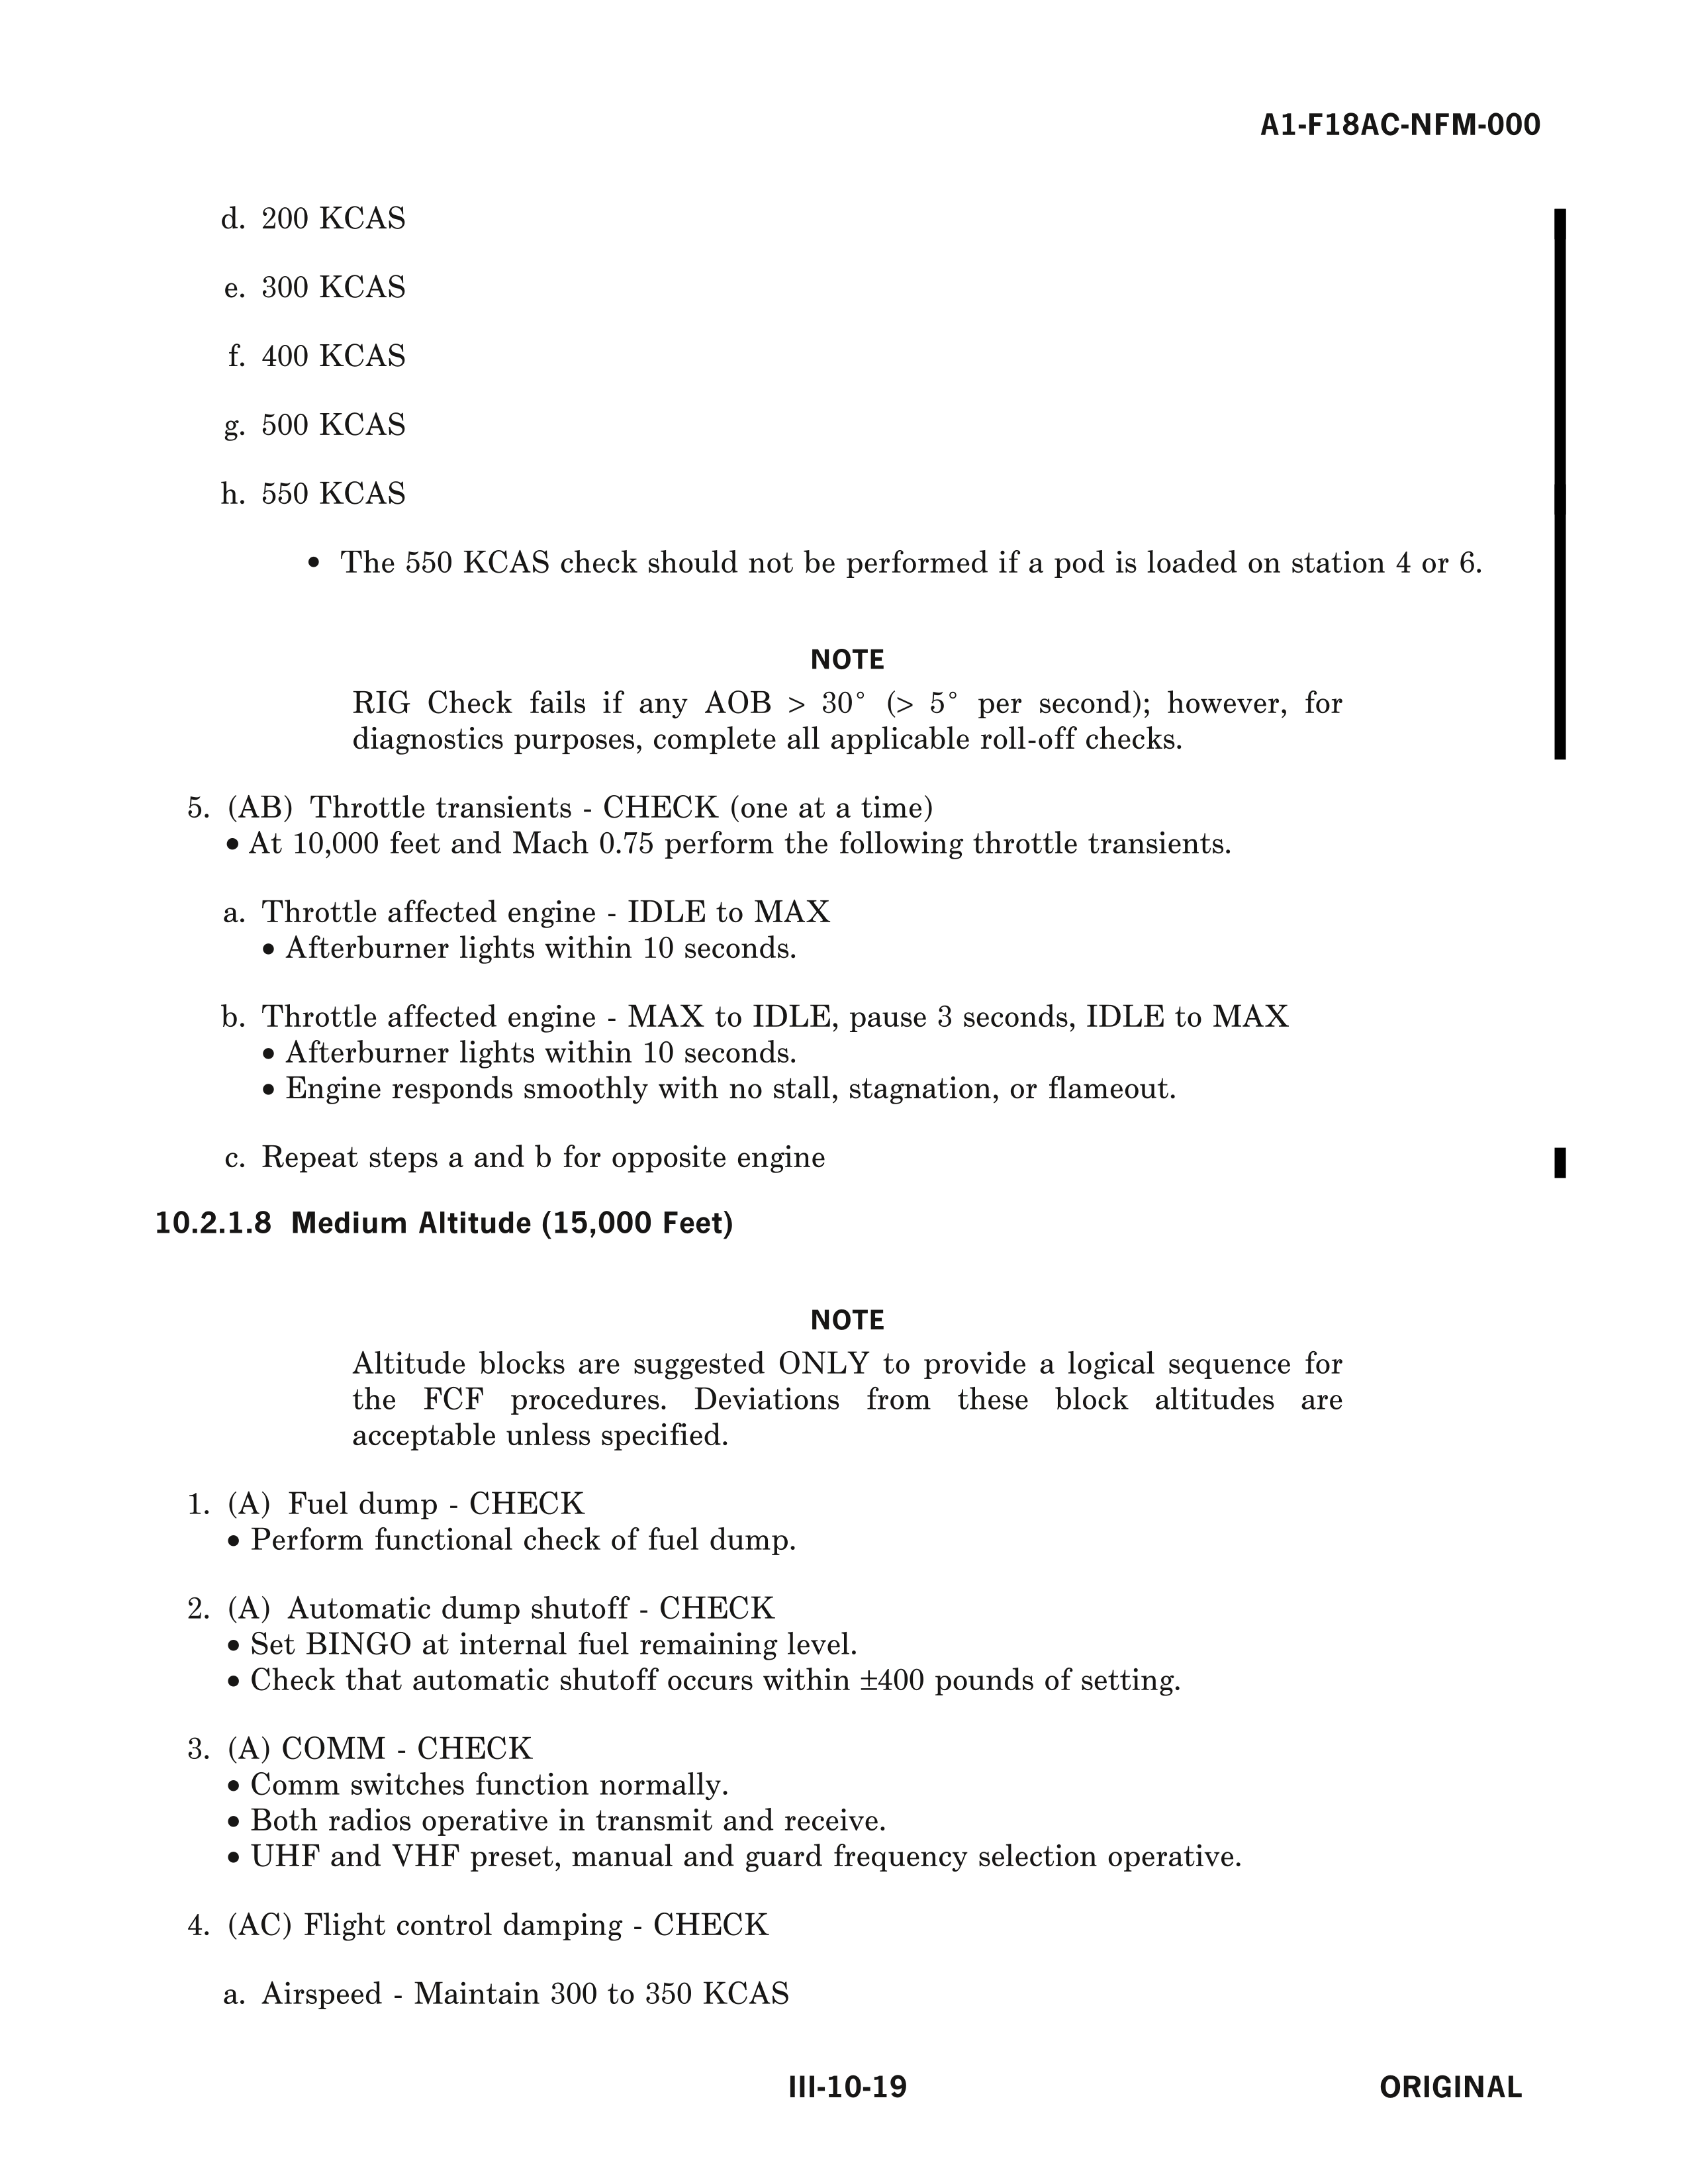 A1-F18AC-NFM-000
d. 200 KCAS
e. 300 KCAS
f. 400 KCAS
g. 500 KCAS
h. 550 KCAS
• The 550 KCAS check should not be performed if a pod is loaded on station 4 or 6.
NOTE
RIG Check fails if any AOB > 30° (> 5° per second); however, for
diagnostics purposes, complete all applicable roll-off checks.
5. (AB) Throttle transients - CHECK (one at a time)
• At 10,000 feet and Mach 0.75 perform the following throttle transients.
a. Throttle affected engine - IDLE to MAX
• Afterburner lights within 10 seconds.
b. Throttle affected engine - MAX to IDLE, pause 3 seconds, IDLE to MAX
• Afterburner lights within 10 seconds.
• Engine responds smoothly with no stall, stagnation, or flameout.
c. Repeat steps a and b for opposite engine
10.2.1.8 Medium Altitude (15,000 Feet)
NOTE
Altitude blocks are suggested ONLY to provide a logical sequence for
the FCF procedures. Deviations from these block altitudes are
acceptable unless specified.
1. (A) Fuel dump - CHECK
• Perform functional check of fuel dump.
2. (A) Automatic dump shutoff - CHECK
• Set BINGO at internal fuel remaining level.
• Check that automatic shutoff occurs within ±400 pounds of setting.
3. (A) COMM - CHECK
• Comm switches function normally.
• Both radios operative in transmit and receive.
• UHF and VHF preset, manual and guard frequency selection operative.
4. (AC) Flight control damping - CHECK
a. Airspeed - Maintain 300 to 350 KCAS
III-10-19
ORIGINAL